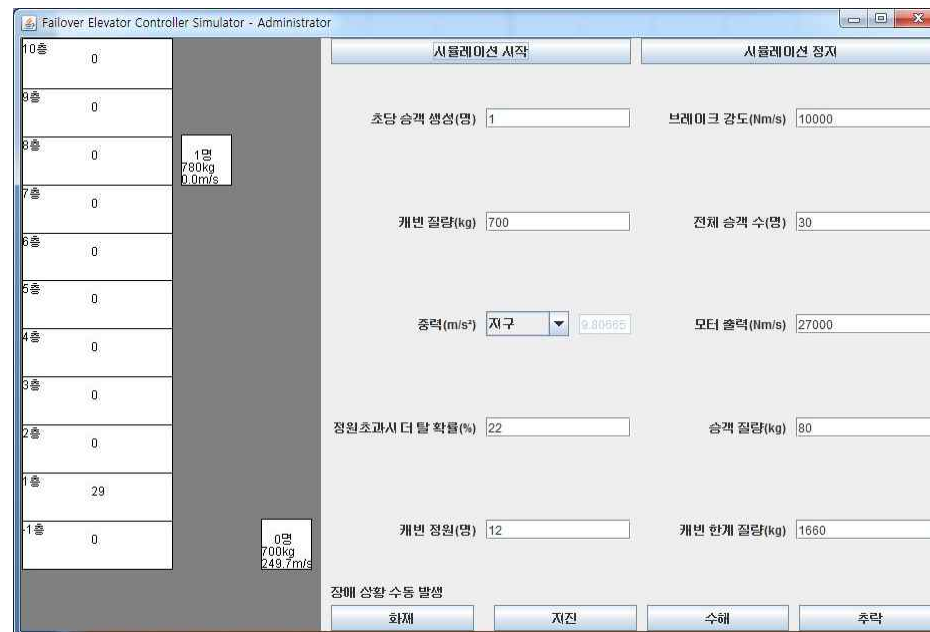 Failover Elevator Controller Simulator - Administrator
10층
0
9층
0
8층
0
7층
0
6층
0
5층
0
4층
0
3층
0
2층
0
1층
29
-1층
0
1명
780kg
0.0m/s
0명
700kg
249.7m/s
시뮬레이션 시작
시뮬레이션 정지
초당 승객 생성(명) 1
브레이크 강도(Nm/s) 10000
캐빈 질량(kg) 700
전체 승객 수(명) 30
중력(m/s²) 지구 9.80665
모터 출력(Nm/s) 27000
정원초과시 더 탈 확률(%) 22
승객 질량(kg) 80
캐빈 정원(명) 12
캐빈 한계 질량(kg) 1660
장애 상황 수동 발생
화재
지진
수해
추락